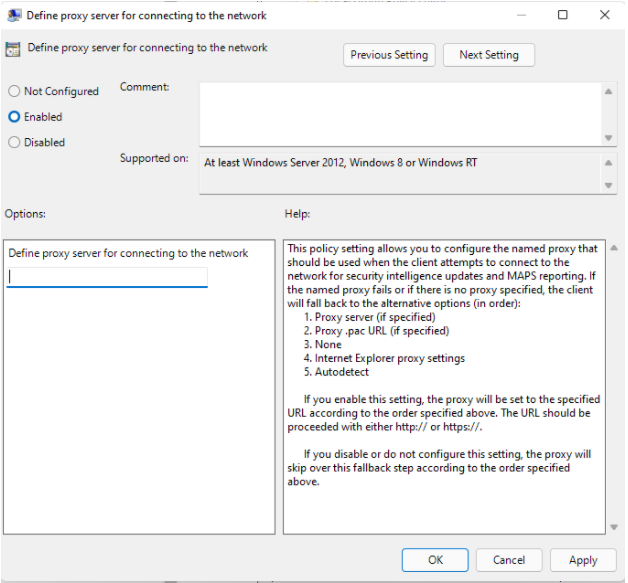 Define proxy server for connecting to the network
Define proxy server for connecting to the network
Previous Setting
Next Setting
Not Configured
Comment:
Enabled
Disabled
Supported on:
At least Windows Server 2012, Windows 8 or Windows RT
Options:
Help:
Define proxy server for connecting to the network
This policy setting allows you to configure the named proxy that
should be used when the client attempts to connect to the
network for security intelligence updates and MAPS reporting. If
the named proxy fails or if there is no proxy specified, the client
will fall back to the alternative options (in order):
1. Proxy server (if specified)
2. Proxy .pac URL (if specified)
3. None
4. Internet Explorer proxy settings
5. Autodetect
If you enable this setting, the proxy will be set to the specified
URL according to the order specified above. The URL should be
proceeded with either http:// or https://.
If you disable or do not configure this setting, the proxy will
skip over this fallback step according to the order specified
above.
OK
Cancel
Apply